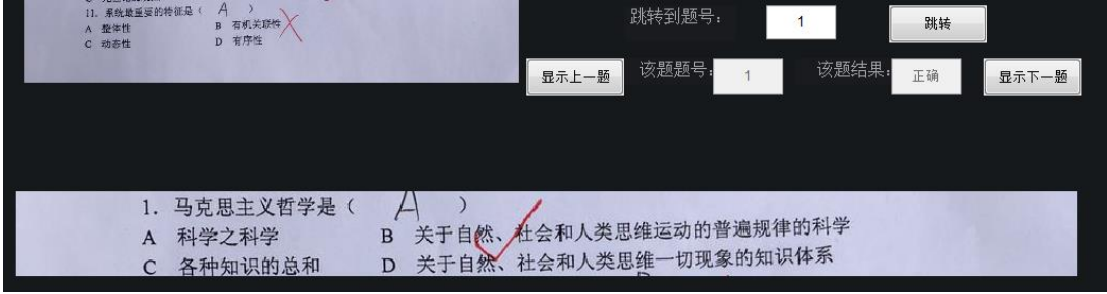 11. 系统最重要的特征是（ A ）
A 整体性 B 有机关联性
C 动态性 D 有序性
跳转到题号： 1 跳转
显示上一题 该题题号： 1 该题结果： 正确 显示下一题
1. 马克思主义哲学是（ A ）
A 科学之科学 B 关于自然、社会和人类思维运动的普遍规律的科学
C 各种知识的总和 D 关于自然、社会和人类思维一切现象的知识体系